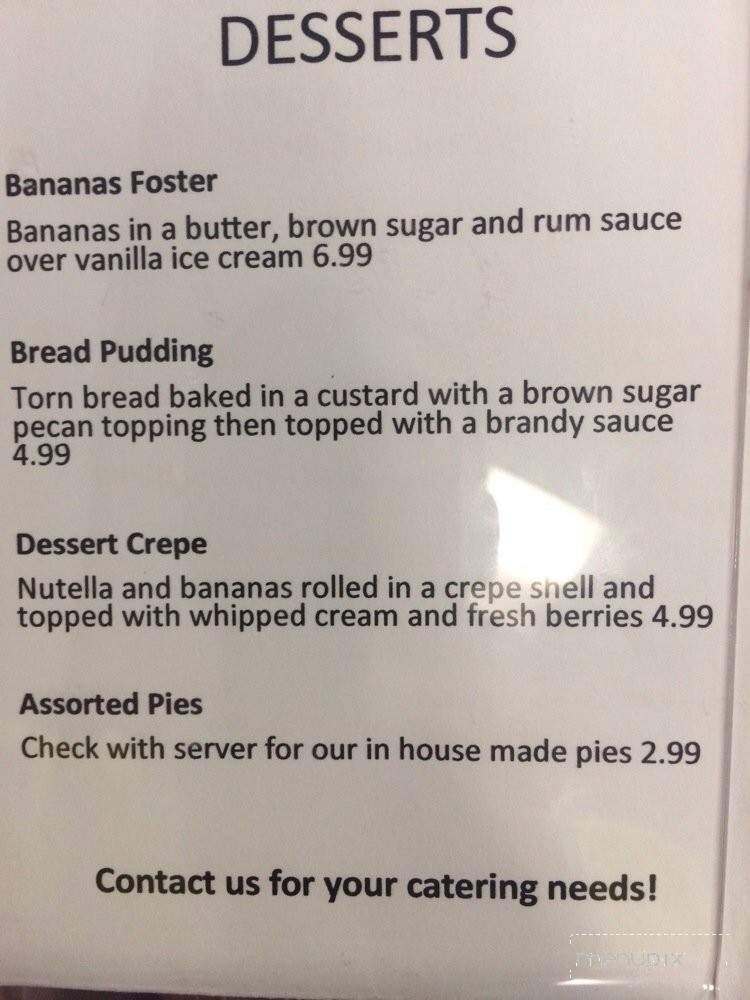 DESSERTS
Bananas Foster
Bananas in a butter, brown sugar and rum sauce
over vanilla ice cream 6.99
Bread Pudding
Torn bread baked in a custard with a brown sugar
pecan topping then topped with a brandy sauce
4.99
Dessert Crepe
Nutella and bananas rolled in a crepe shell and
topped with whipped cream and fresh berries 4.99
Assorted Pies
Check with server for our in house made pies 2.99
Contact us for your catering needs!
menupix